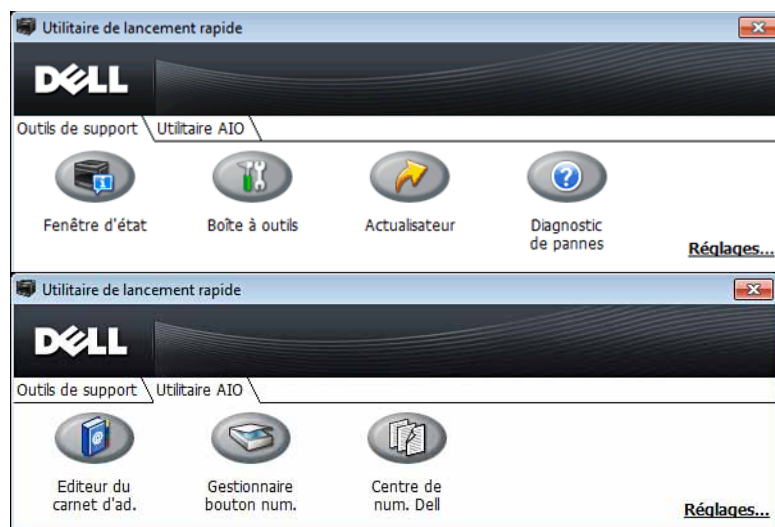 Utilitaire de lancement rapide
DELL
Outils de support Utilitaire AIO
Fenêtre d'état Boîte à outils Actualisateur Diagnostic
de pannes
Réglages...
Utilitaire de lancement rapide
DELL
Outils de support Utilitaire AIO
Editeur du Gestionnaire Centre de
carnet d'ad. bouton num. num. Dell
Réglages...